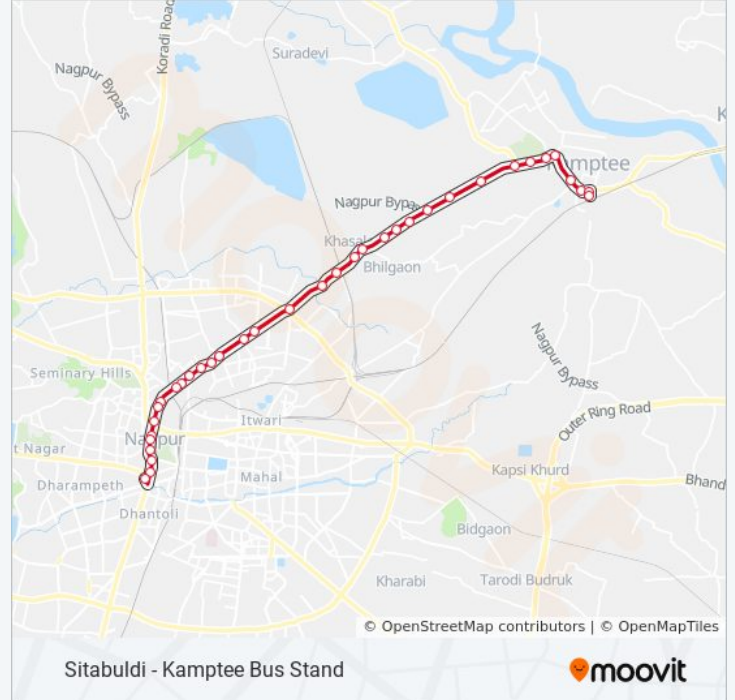 Koradi Road
Suradevi
Nagpur Bypass
K
Kamptee
Nagpur Bypas
Khasal
Bhilgaon
Nagpur Bypass
Seminary Hills
Outer Ring Road
Itwari
Nagpur
t Nagar
Kapsi Khurd
Mahal
Bhand
Dharampeth
Dhantoli
Bidgaon
Kharabi
Tarodi Budruk
© OpenStreetMap contributors | © OpenMapTiles
Sitabuldi - Kamptee Bus Stand
moovit